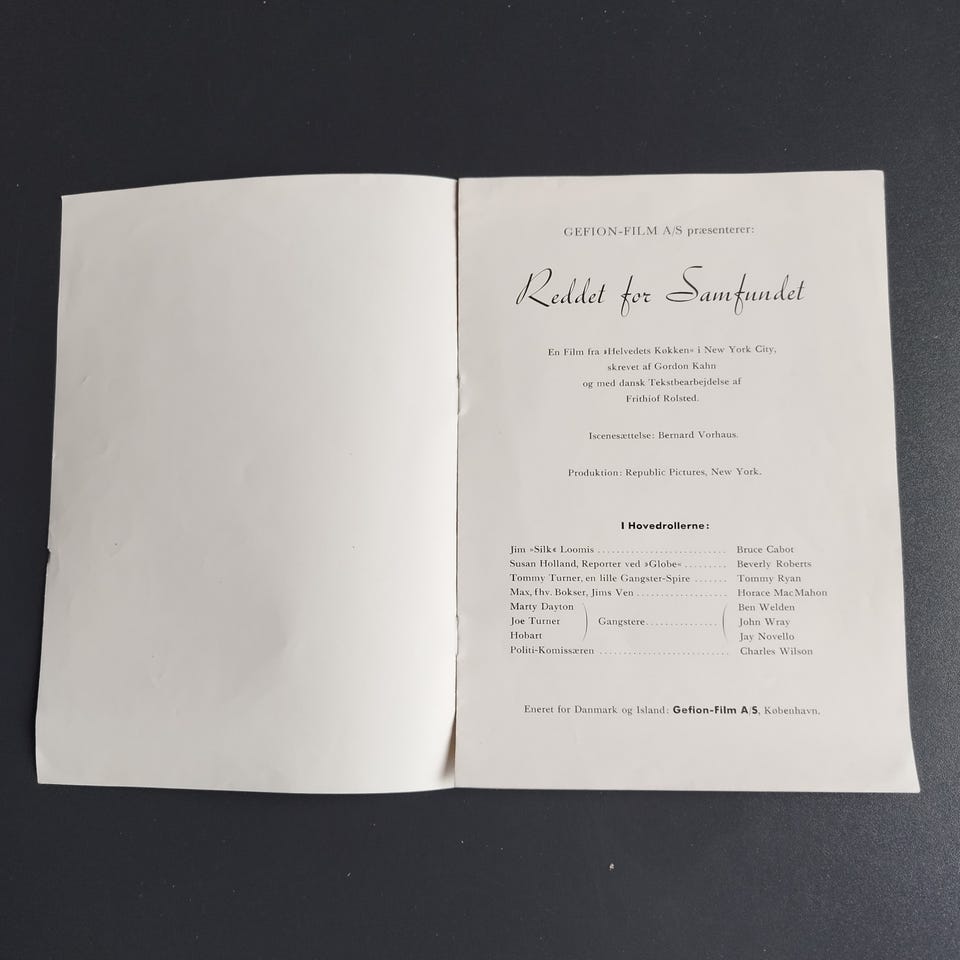 GEFION-FILM A/S præsenterer:
Reddet for Samfundet
En Film fra »Helvedets Køkken« i New York City,
skrevet af Gordon Kahn
og med dansk Tekstbearbejdelse af
Frithiof Rolsted.
Iscenesættelse: Bernard Vorhaus.
Produktion: Republic Pictures, New York.
I Hovedrollerne:
Jim »Silk« Loomis ............................ Bruce Cabot
Susan Holland, Reporter ved »Globe« ......... Beverly Roberts
Tommy Turner, en lille Gangster-Spire ....... Tommy Ryan
Max, fhv. Bokser, Jims Ven .................... Horace MacMahon
Marty Dayton Ben Welden
Joe Turner Gangstere................ John Wray
Hobart Jay Novello
Politi-Komissæren ............................ Charles Wilson
Eneret for Danmark og Island: Gefion-Film A/S, København.